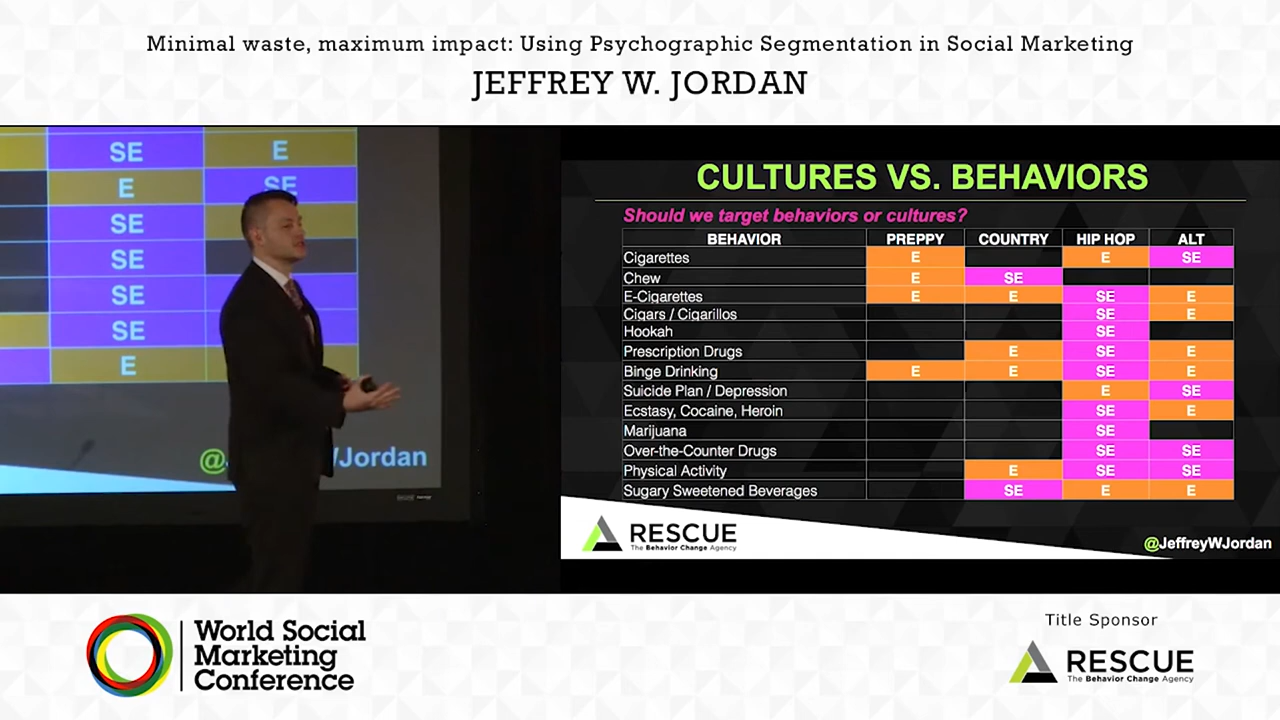 Minimal waste, maximum impact: Using Psychographic Segmentation in Social Marketing
JEFFREY W. JORDAN
SE E
E SE
SE
SE
SE
SE
E
@ Jordan
CULTURES VS. BEHAVIORS
Should we target behaviors or cultures?
BEHAVIOR PREPPY COUNTRY HIP HOP ALT
Cigarettes E E SE
Chew E SE
E-Cigarettes E E SE E
Cigars / Cigarillos SE E
Hookah SE
Prescription Drugs E SE E
Binge Drinking E E SE E
Suicide Plan / Depression E SE
Ecstasy, Cocaine, Heroin SE E
Marijuana SE
Over-the-Counter Drugs SE SE
Physical Activity E SE SE
Sugary Sweetened Beverages SE E E
RESCUE
The Behavior Change Agency
@JeffreyWJordan
World Social
Marketing
Conference
Title Sponsor
RESCUE
The Behavior Change Agency